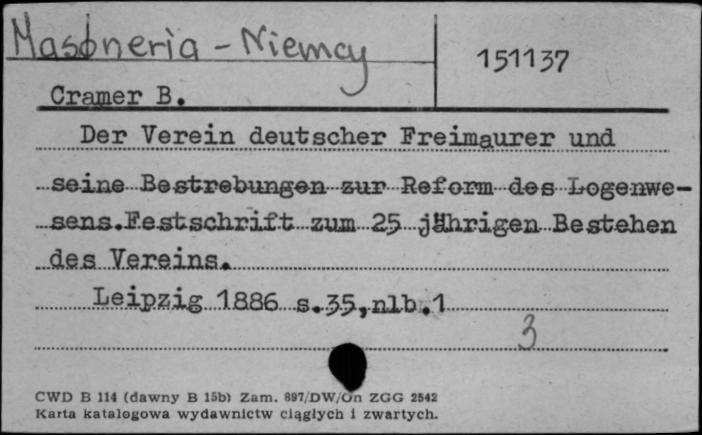 Masoneria - Niemcy
151137
Cramer B.
Der Verein deutscher Freimaurer und
seine Bestrebungen zur Reform des Logenwe-
sens.Festschrift zum 25 jährigen Bestehen
des Vereins.
Leipzig 1886 s.35,nlb.1
3
CWD B 114 (dawny B 15b) Zam. 897/DW/On ZGG 2542
Karta katalogowa wydawnictw ciągłych i zwartych.